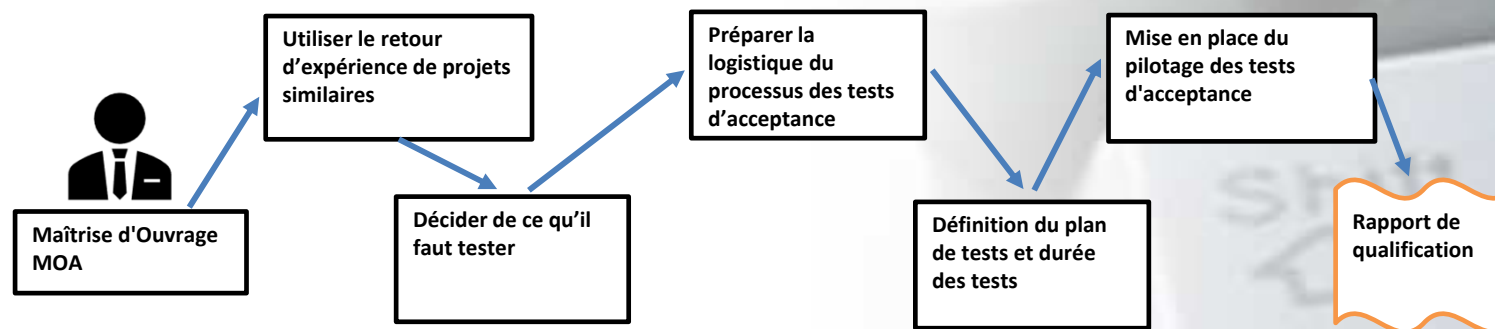 Maîtrise d'Ouvrage
MOA
Utiliser le retour
d’expérience de projets
similaires
Décider de ce qu’il
faut tester
Préparer la
logistique du
processus des tests
d’acceptance
Définition du plan
de tests et durée
des tests
Mise en place du
pilotage des tests
d'acceptance
Rapport de
qualification